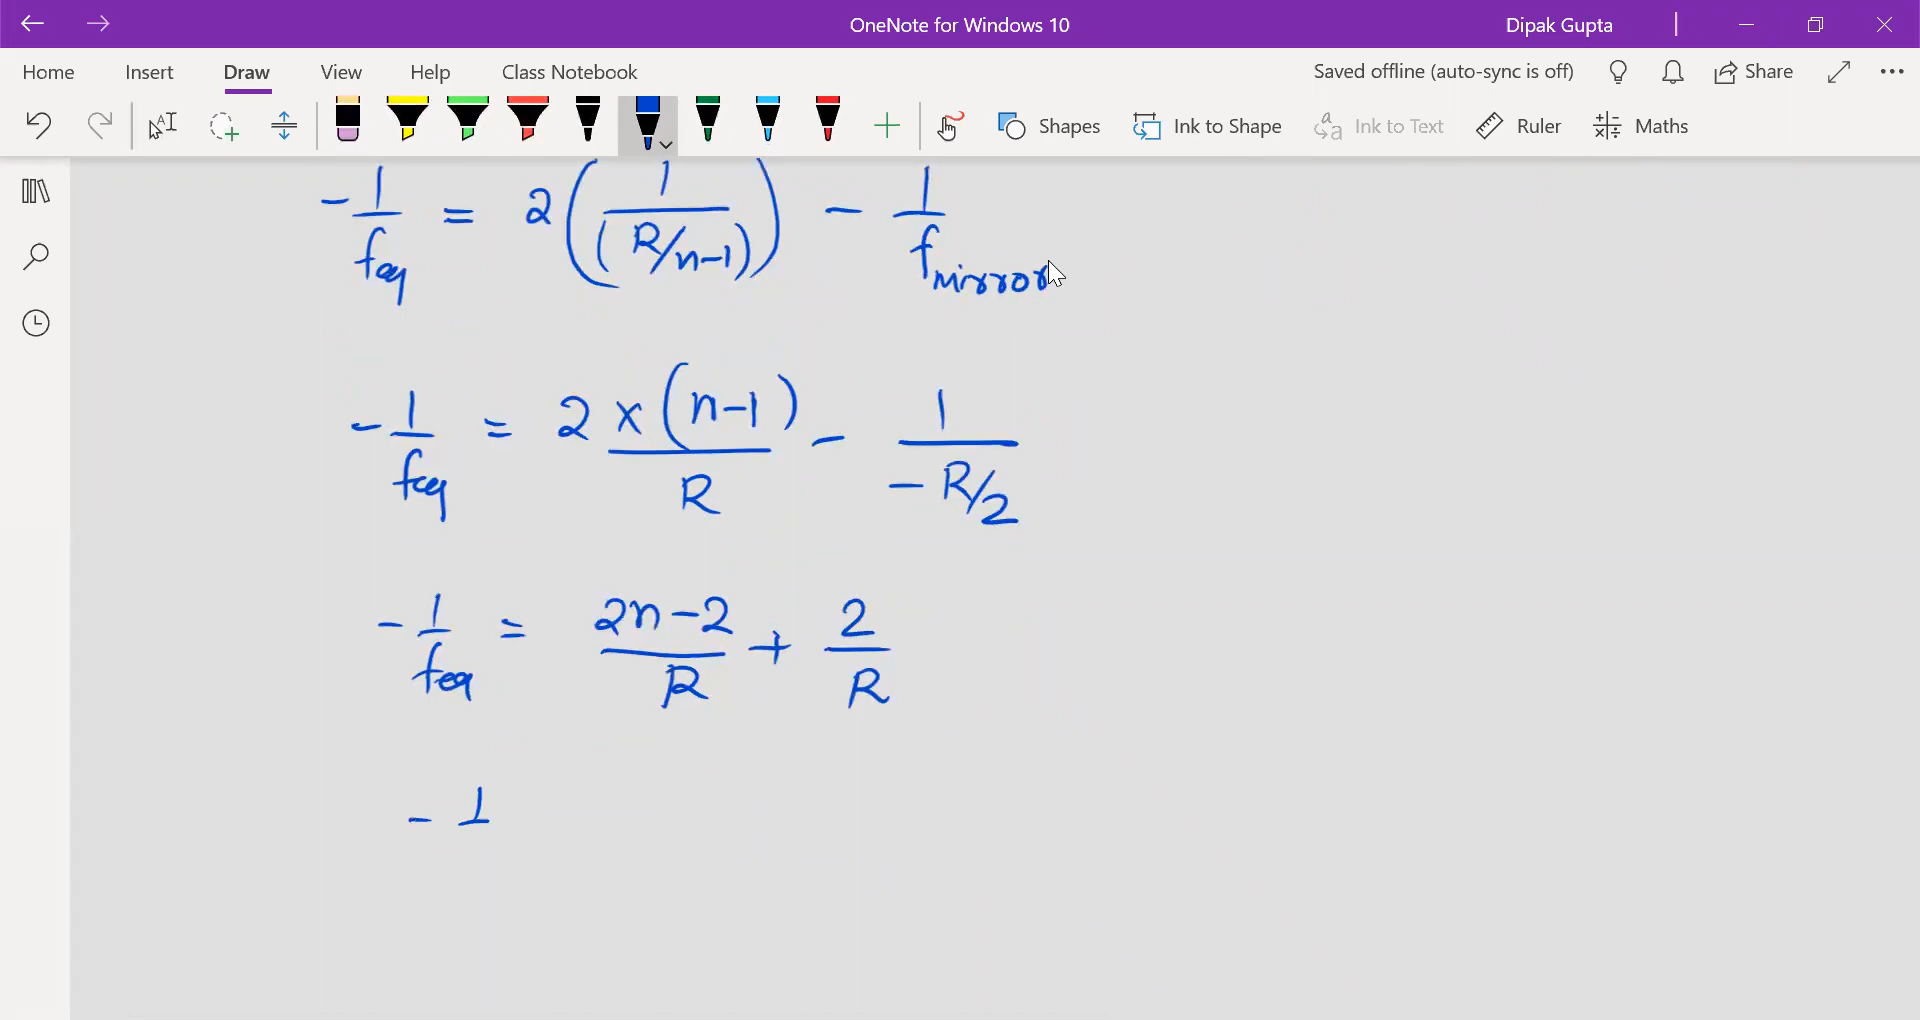 OneNote for Windows 10
Dipak Gupta
Home Insert Draw View Help Class Notebook
Saved offline (auto-sync is off) Share
Shapes Ink to Shape Ink to Text Ruler Maths
-1/feq = 2(1/(R/n-1)) - 1/fmirror
-1/feq = 2 x (n-1)/R - 1/-R/2
-1/feq = 2n-2/R + 2/R
- 1